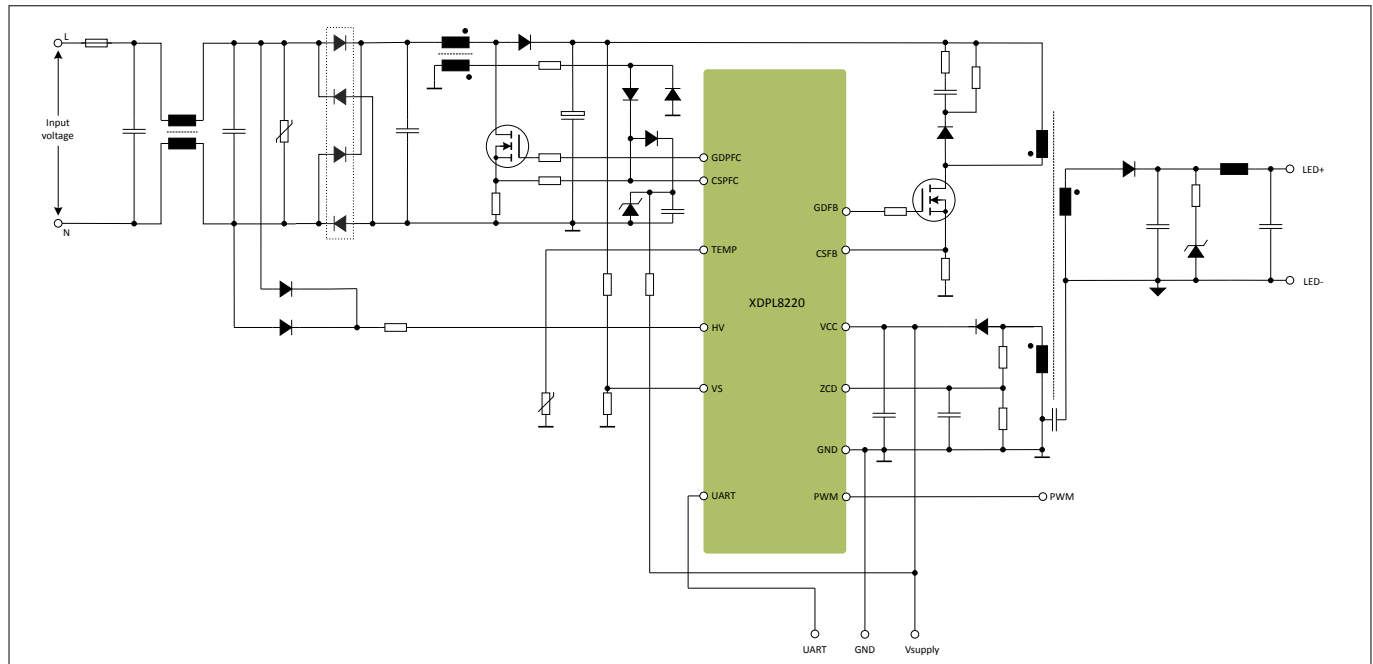 L
Input
voltage
N
GDPFC
CSPFC
TEMP
HV
VS
UART
XDPL8220
GDFB
CSFB
VCC
ZCD
GND
PWM
PWM
LED+
LED-
UART
GND
Vsupply